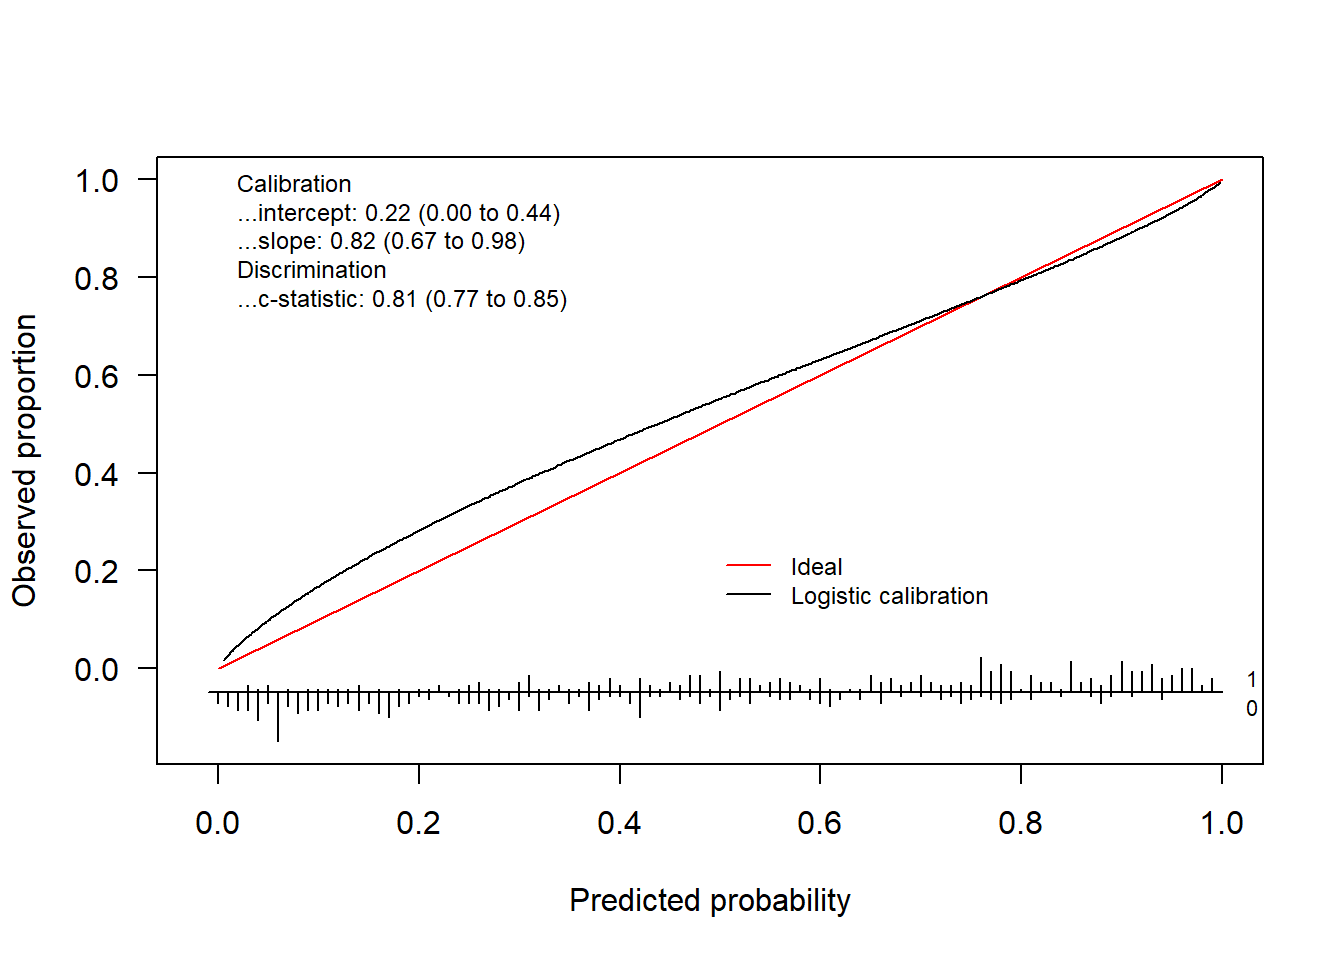 Calibration
...intercept: 0.22 (0.00 to 0.44)
...slope: 0.82 (0.67 to 0.98)
Discrimination
...c-statistic: 0.81 (0.77 to 0.85)
1.0
0.8
0.6
0.4
0.2
0.0
Observed proportion
Ideal
Logistic calibration
1
0
0.0 0.2 0.4 0.6 0.8 1.0
Predicted probability